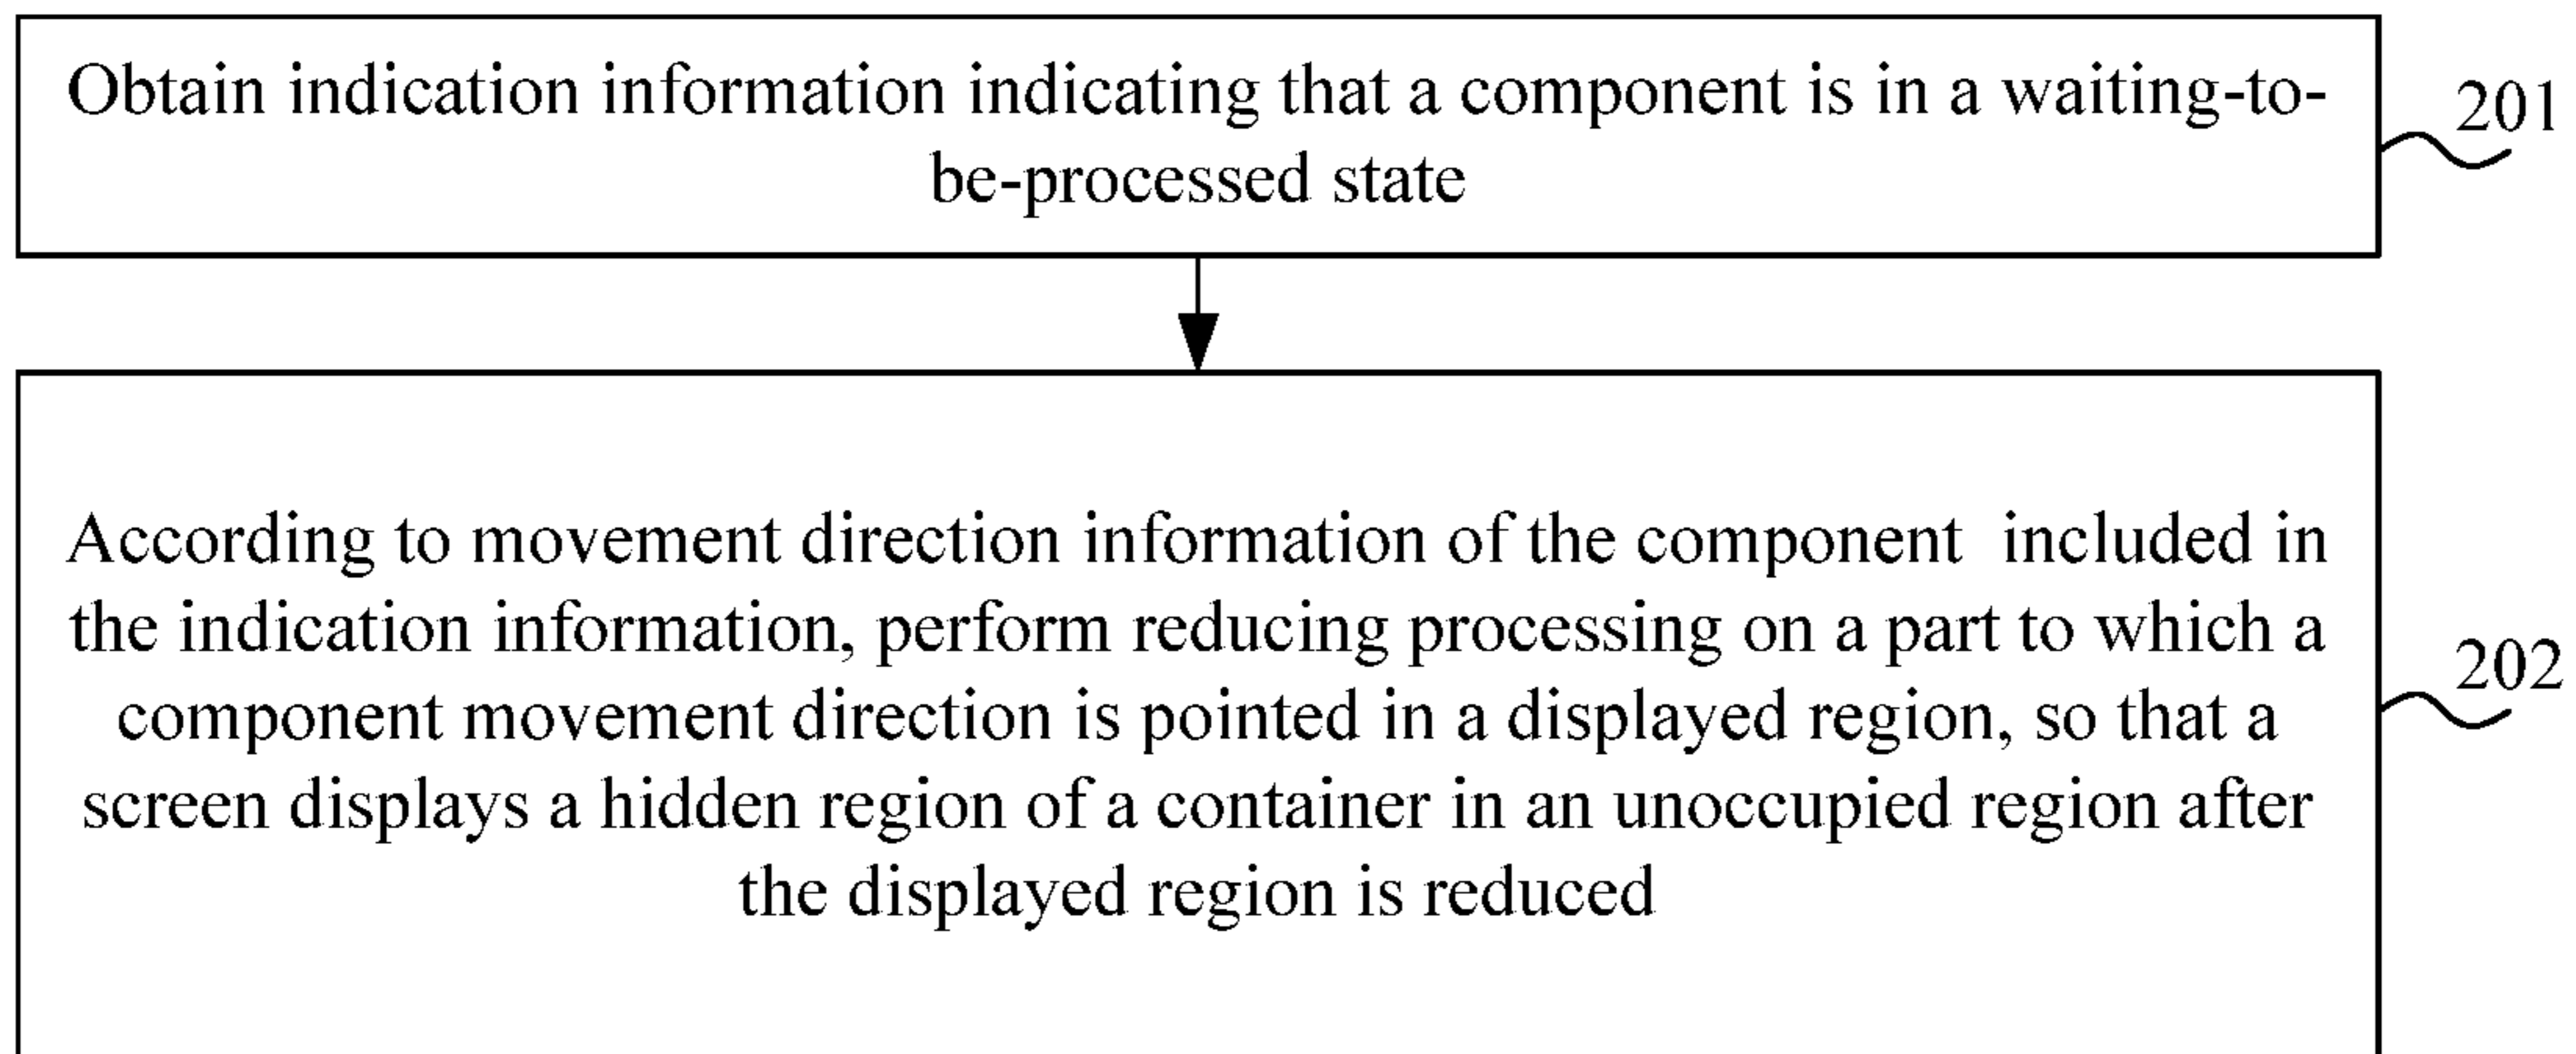 Obtain indication information indicating that a component is in a waiting-to-
be-processed state
201
According to movement direction information of the component  included in
the indication information, perform reducing processing on a part to which a
component movement direction is pointed in a displayed region, so that a
screen displays a hidden region of a container in an unoccupied region after
the displayed region is reduced
202